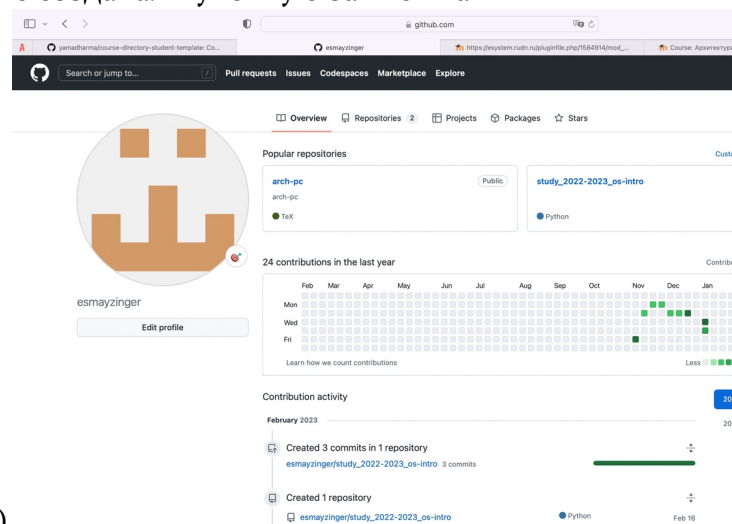 github.com
A yamadharma/course-directory-student-template: Co... esmayzinger https://esystem.rudn.ru/pluginfile.php/1584914/mod_... Course: Архитектура
Search or jump to... / Pull requests Issues Codespaces Marketplace Explore
Overview Repositories 2 Projects Packages Stars
Popular repositories
arch-pc Public
arch-pc
TeX
study_2022-2023_os-intro
Python
24 contributions in the last year
Feb Mar Apr May Jun Jul Aug Sep Oct Nov Dec Jan
Mon
Wed
Fri
Learn how we count contributions Less
esmayzinger
Edit profile
Contribution activity
February 2023
Created 3 commits in 1 repository
esmayzinger/study_2022-2023_os-intro 3 commits
Created 1 repository
esmayzinger/study_2022-2023_os-intro Python Feb 16
)